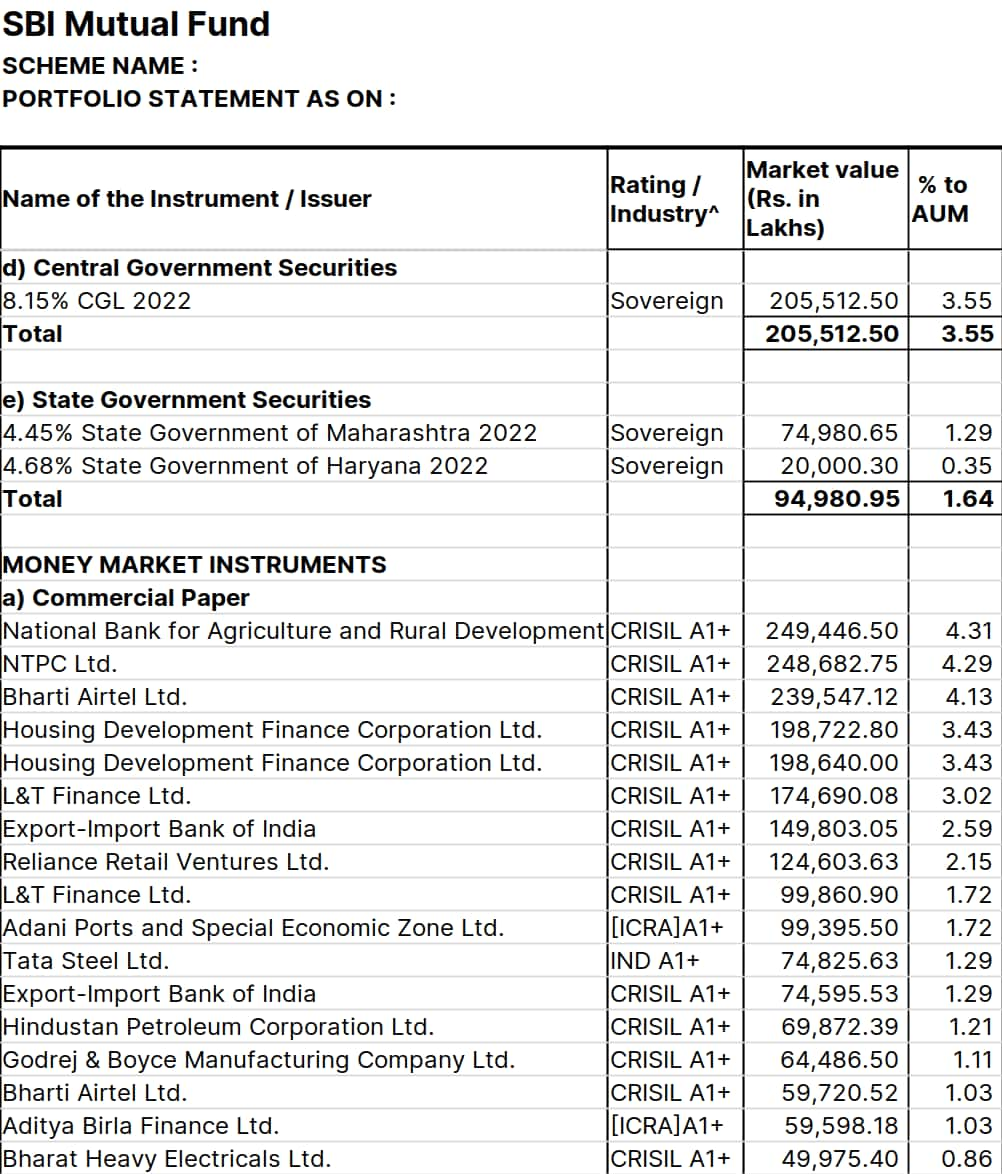 SBI Mutual Fund
SCHEME NAME :
PORTFOLIO STATEMENT AS ON :
Name of the Instrument / Issuer Rating / Industry^ Market value (Rs. in Lakhs) % to AUM
d) Central Government Securities
8.15% CGL 2022 Sovereign 205,512.50 3.55
Total 205,512.50 3.55
e) State Government Securities
4.45% State Government of Maharashtra 2022 Sovereign 74,980.65 1.29
4.68% State Government of Haryana 2022 Sovereign 20,000.30 0.35
Total 94,980.95 1.64
MONEY MARKET INSTRUMENTS
a) Commercial Paper
National Bank for Agriculture and Rural Development CRISIL A1+ 249,446.50 4.31
NTPC Ltd. CRISIL A1+ 248,682.75 4.29
Bharti Airtel Ltd. CRISIL A1+ 239,547.12 4.13
Housing Development Finance Corporation Ltd. CRISIL A1+ 198,722.80 3.43
Housing Development Finance Corporation Ltd. CRISIL A1+ 198,640.00 3.43
L&T Finance Ltd. CRISIL A1+ 174,690.08 3.02
Export-Import Bank of India CRISIL A1+ 149,803.05 2.59
Reliance Retail Ventures Ltd. CRISIL A1+ 124,603.63 2.15
L&T Finance Ltd. CRISIL A1+ 99,860.90 1.72
Adani Ports and Special Economic Zone Ltd. [ICRA]A1+ 99,395.50 1.72
Tata Steel Ltd. IND A1+ 74,825.63 1.29
Export-Import Bank of India CRISIL A1+ 74,595.53 1.29
Hindustan Petroleum Corporation Ltd. CRISIL A1+ 69,872.39 1.21
Godrej & Boyce Manufacturing Company Ltd. CRISIL A1+ 64,486.50 1.11
Bharti Airtel Ltd. CRISIL A1+ 59,720.52 1.03
Aditya Birla Finance Ltd. [ICRA]A1+ 59,598.18 1.03
Bharat Heavy Electricals Ltd. CRISIL A1+ 49,975.40 0.86